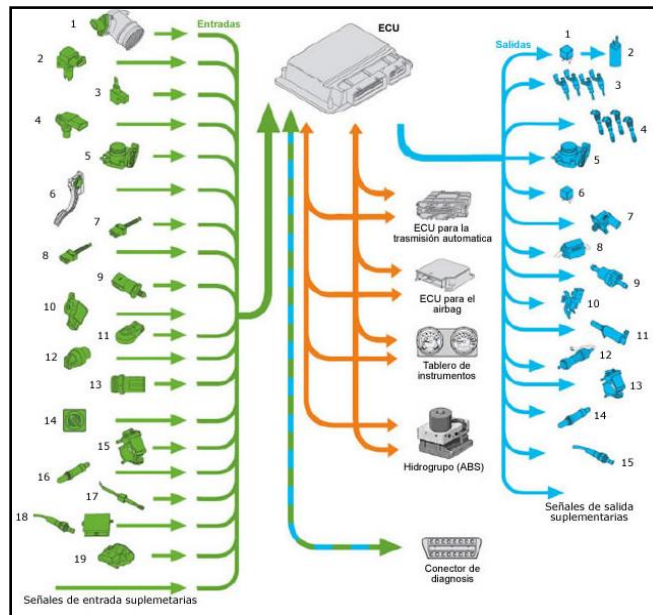 Entradas
1
2
3
4
5
6
7
8
9
10
11
12
13
14
15
16
17
18
19
Señales de entrada suplemetarias
ECU
ECU para la
trasmisión automatica
ECU para el
airbag
Tablero de
instrumentos
Hidrogrupo (ABS)
Conector de
diagnosis
Salidas
1
2
3
4
5
6
7
8
9
10
11
12
13
14
15
Señales de salida
suplementarias